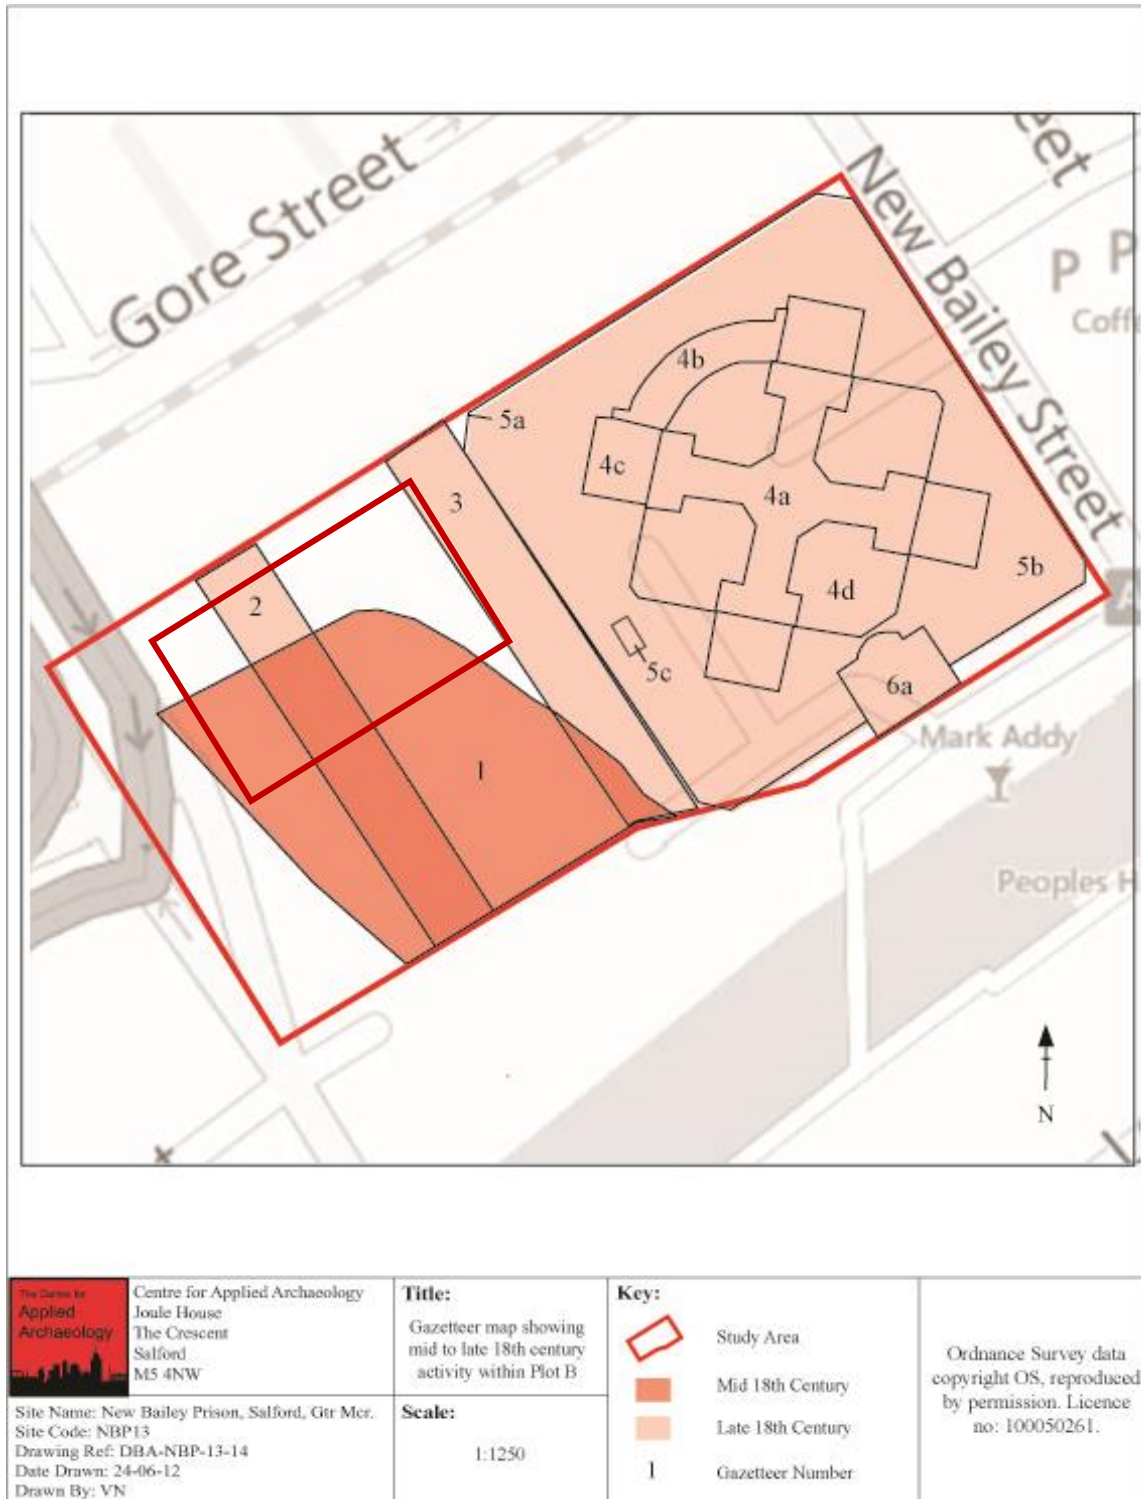 Gore Street
New Bailey Street
eet
P P
Coff
5a
4b
4c
3
4a
2
5b
4d
5c
6a
1
Mark Addy
Peoples H
N
The Centre for
Applied
Archaeology
Centre for Applied Archaeology
Joule House
The Crescent
Salford
M5 4NW
Site Name: New Bailey Prison, Salford, Gtr Mcr.
Site Code: NBP13
Drawing Ref: DBA-NBP-13-14
Date Drawn: 24-06-12
Drawn By: VN
Title:
Gazetteer map showing
mid to late 18th century
activity within Plot B
Scale:
1:1250
Key:
Study Area
Mid 18th Century
Late 18th Century
1 Gazetteer Number
Ordnance Survey data
copyright OS, reproduced
by permission. Licence
no: 100050261.